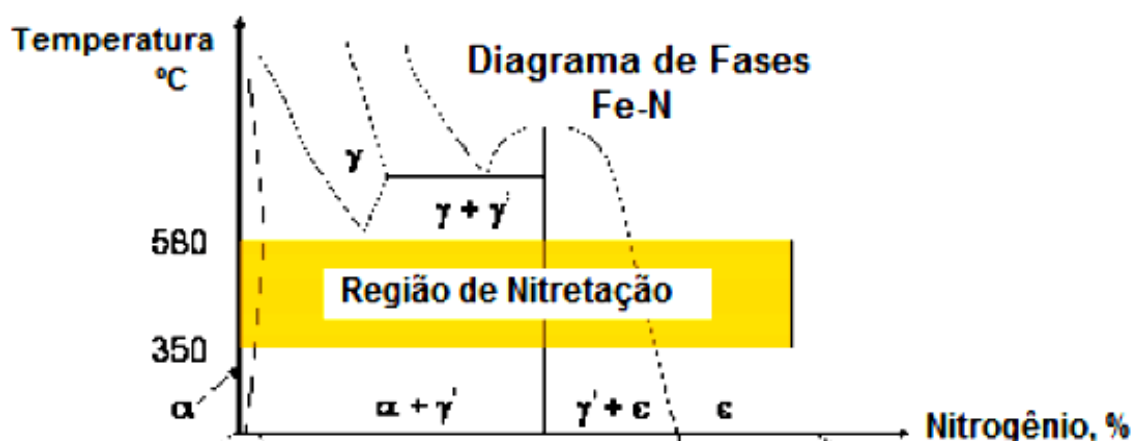 Temperatura
ºC
Diagrama de Fases
Fe-N
γ
γ + γ'
580
Região de Nitretação
350
α
α + γ'
γ' + ε
ε
Nitrogênio, %